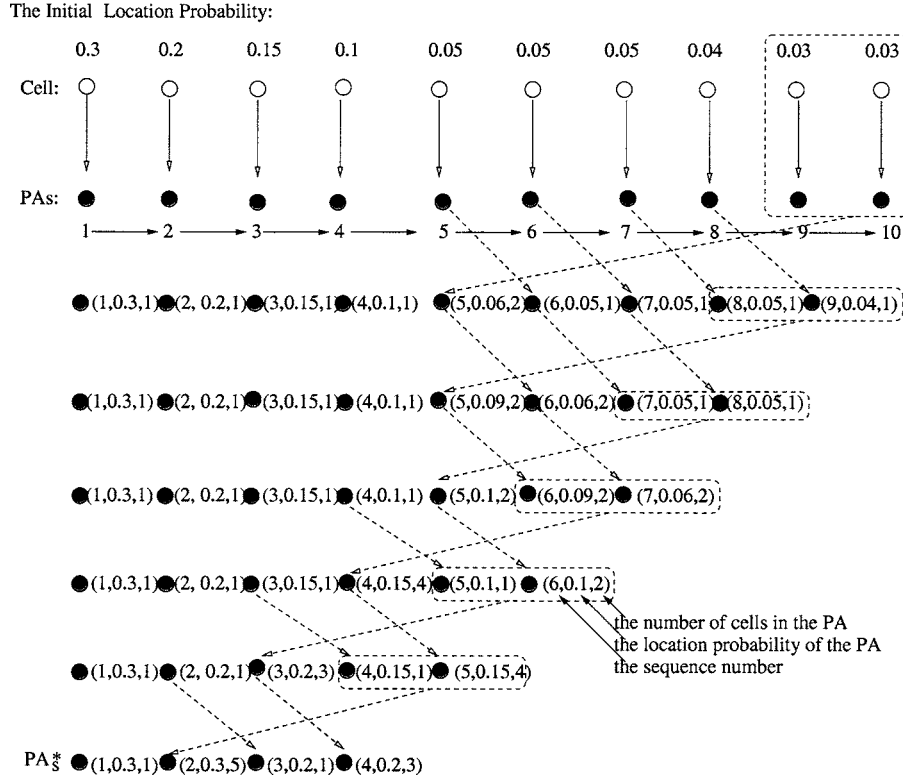 The Initial Location Probability:
0.3 0.2 0.15 0.1 0.05 0.05 0.05 0.04 0.03 0.03
Cell:
PAs:
1 2 3 4 5 6 7 8 9 10
(1,0.3,1) (2, 0.2,1) (3,0.15,1) (4,0.1,1) (5,0.06,2) (6,0.05,1) (7,0.05,1) (8,0.05,1) (9,0.04,1)
(1,0.3,1) (2, 0.2,1) (3,0.15,1) (4,0.1,1) (5,0.09,2) (6,0.06,2) (7,0.05,1) (8,0.05,1)
(1,0.3,1) (2, 0.2,1) (3,0.15,1) (4,0.1,1) (5,0.1,2) (6,0.09,2) (7,0.06,2)
(1,0.3,1) (2, 0.2,1) (3,0.15,1) (4,0.15,4) (5,0.1,1) (6,0.1,2)
the number of cells in the PA
the location probability of the PA
the sequence number
(1,0.3,1) (2, 0.2,1) (3,0.2,3) (4,0.15,1) (5,0.15,4)
PA*s (1,0.3,1) (2,0.3,5) (3,0.2,1) (4,0.2,3)